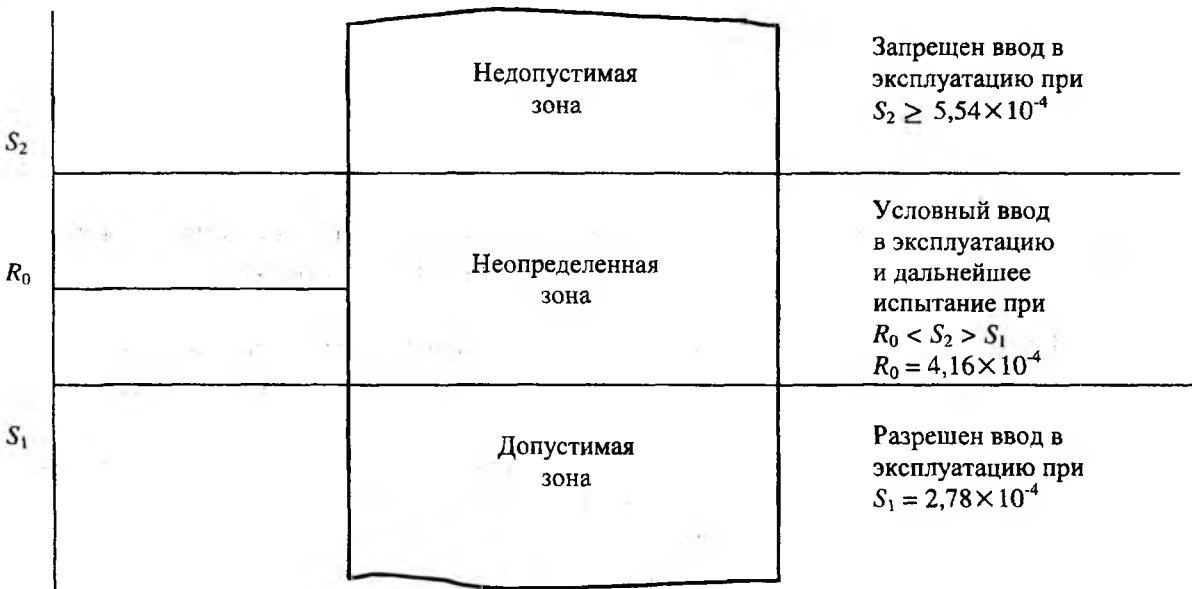 Недопустимая
зона
Запрещен ввод в
эксплуатацию при
S₂ ≥ 5,54×10⁻⁴
S₂
Неопределенная
зона
Условный ввод
в эксплуатацию
и дальнейшее
испытание при
R₀ < S₂ > S₁
R₀ = 4,16×10⁻⁴
R₀
S₁
Допустимая
зона
Разрешен ввод в
эксплуатацию при
S₁ = 2,78×10⁻⁴